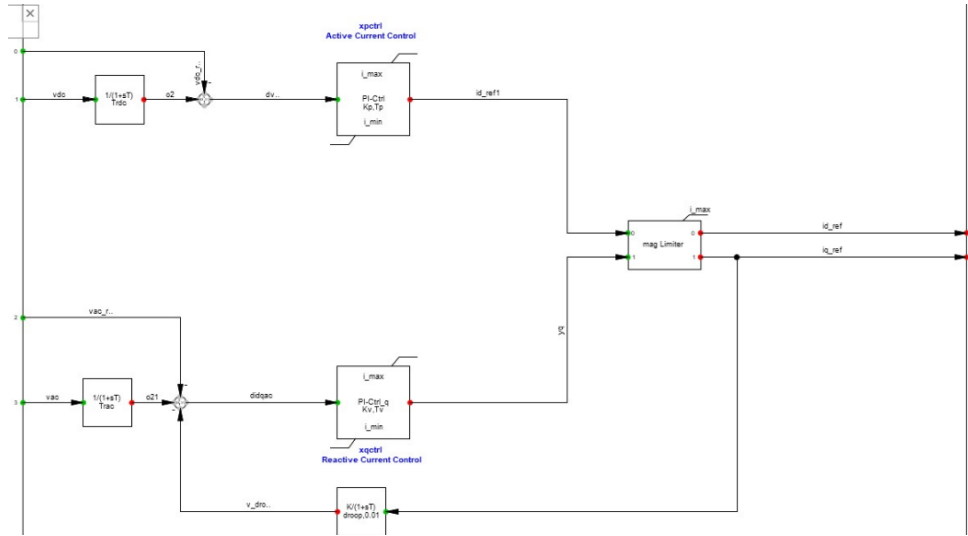 xpctrl
Active Current Control
0
vdc_r..
-
i_max
PI-Ctrl
Kp,Tp
i_min
1
vdc
1/(1+sT)
Trdc
o2
dv..
id_ref1
i_max
0
mag Limiter
0
id_ref
1
1
iq_ref
2
vac_r..
-
yq
3
vac
1/(1+sT)
Trac
o21
-
didqac
i_max
PI-Ctrl_q
Kv,Tv
i_min
xqctrl
Reactive Current Control
v_dro..
K/(1+sT)
droop,0.01